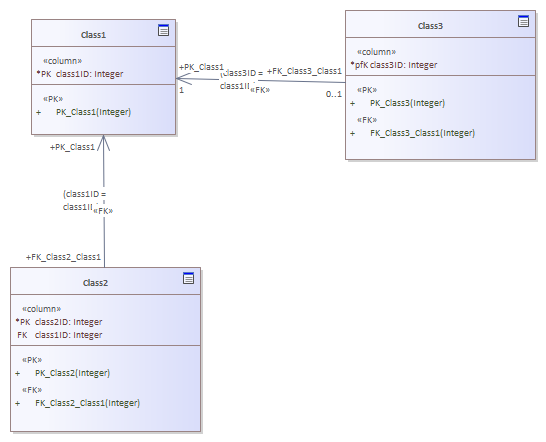 Class1
«column»
*PK class1ID: Integer
«PK»
+ PK_Class1(Integer)
Class3
«column»
*pfK class3ID: Integer
«PK»
+ PK_Class3(Integer)
«FK»
+ FK_Class3_Class1(Integer)
+PK_Class1
(class3ID =
+FK_Class3_Class1
1
«FK»
0..1
+PK_Class1
(class1ID =
«FK»
+FK_Class2_Class1
Class2
«column»
*PK class2ID: Integer
FK class1ID: Integer
«PK»
+ PK_Class2(Integer)
«FK»
+ FK_Class2_Class1(Integer)